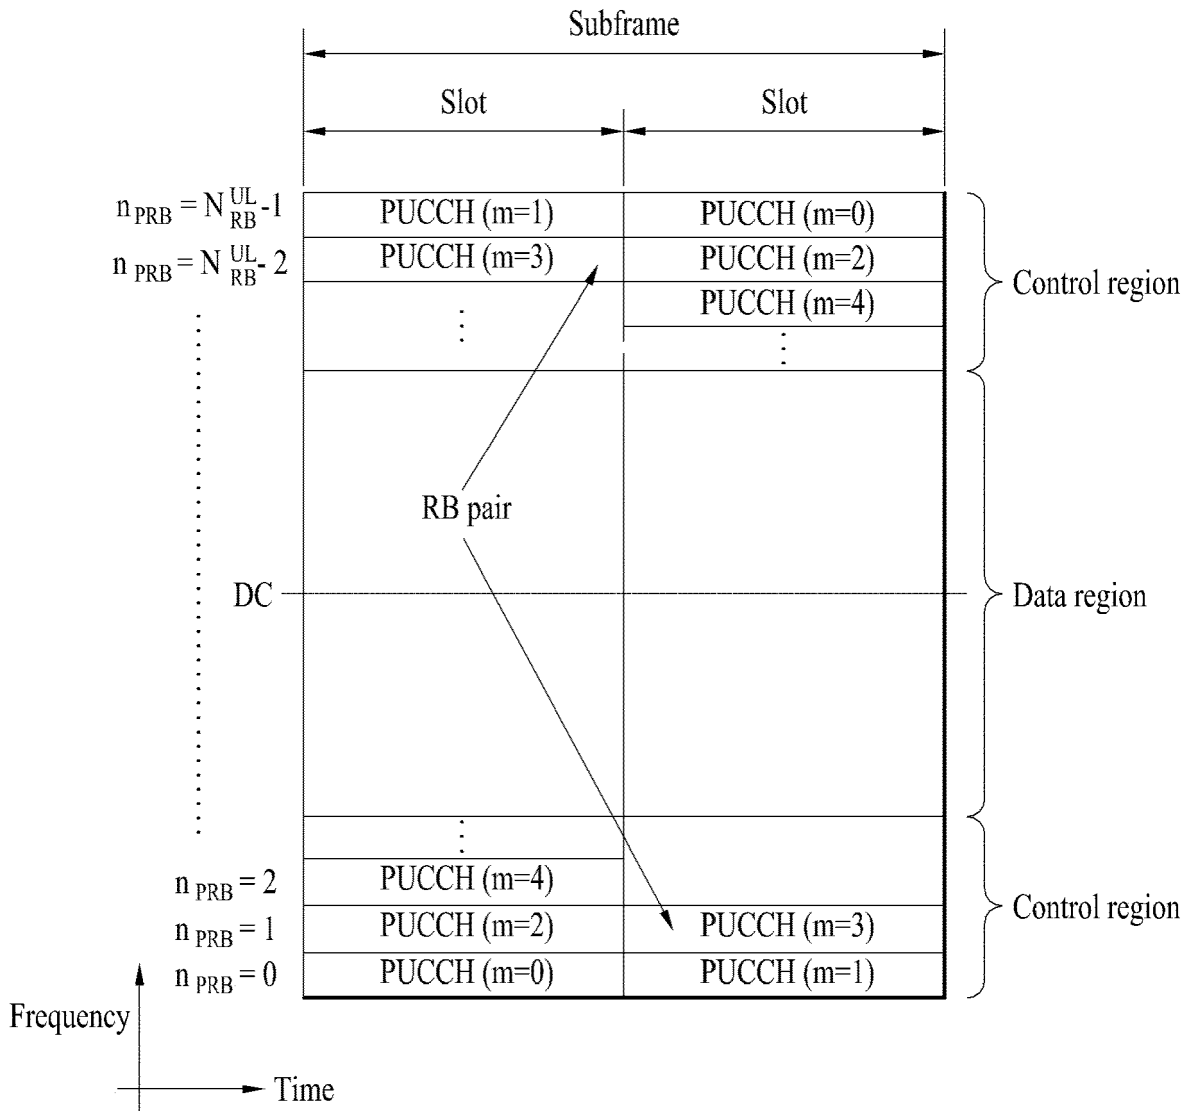 Subframe
Slot Slot
n PRB = N UL RB -1 PUCCH (m=1) PUCCH (m=0)
n PRB = N UL RB - 2 PUCCH (m=3) PUCCH (m=2)
Control region
PUCCH (m=4)
RB pair
DC
Data region
n PRB = 2 PUCCH (m=4)
Control region
n PRB = 1 PUCCH (m=2) PUCCH (m=3)
n PRB = 0 PUCCH (m=0) PUCCH (m=1)
Frequency
Time